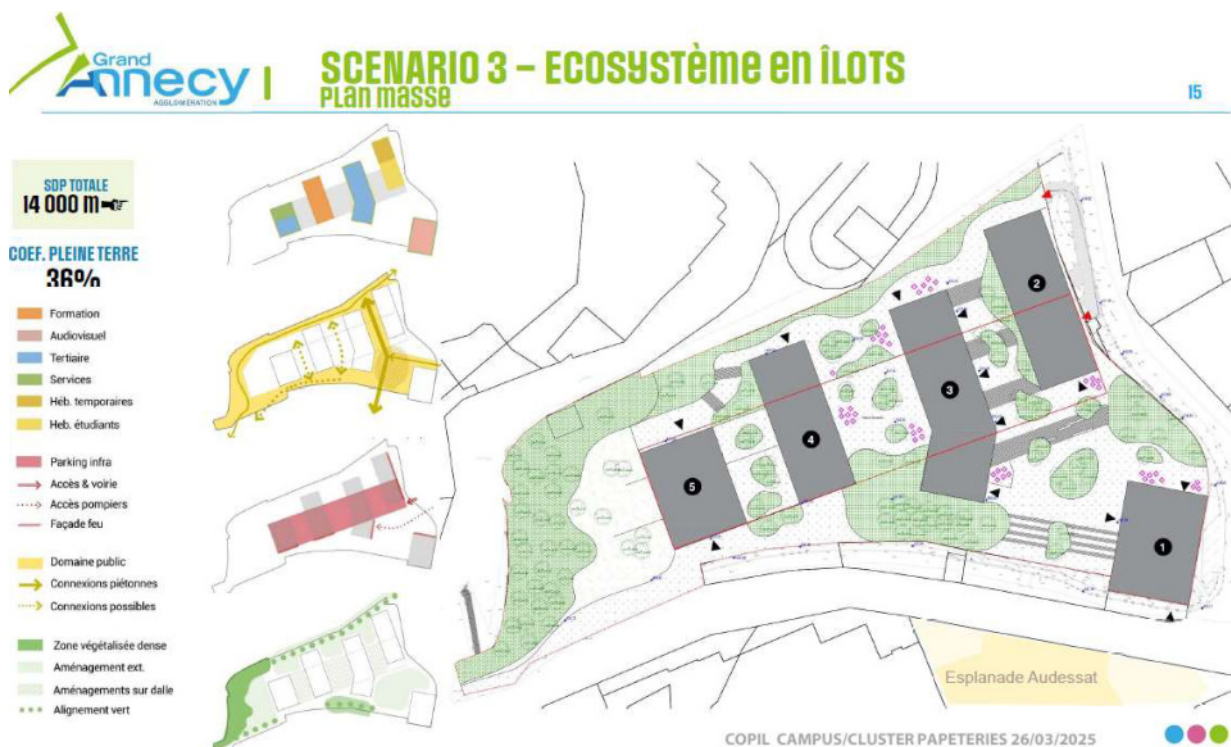 Grand
Annecy
AGGLOMÉRATION
SCENARIO 3 – ECOSYSTÈME EN ÎLOTS
PLAN MASSE
15
SDP TOTALE
14 000 m
COEF. PLEINE TERRE
36%
Formation
Audiovisuel
Tertiaire
Services
Heb. temporaires
Heb. étudiants
Parking infra
Accès & voirie
Accès pompiers
Façade feu
Domaine public
Connexions piétonnes
Connexions possibles
Zone végétalisée dense
Aménagement ext.
Aménagements sur dalle
Alignement vert
2
3
4
5
1
Esplanade Audessat
COPIL CAMPUS/CLUSTER PAPETERIES 26/03/2025